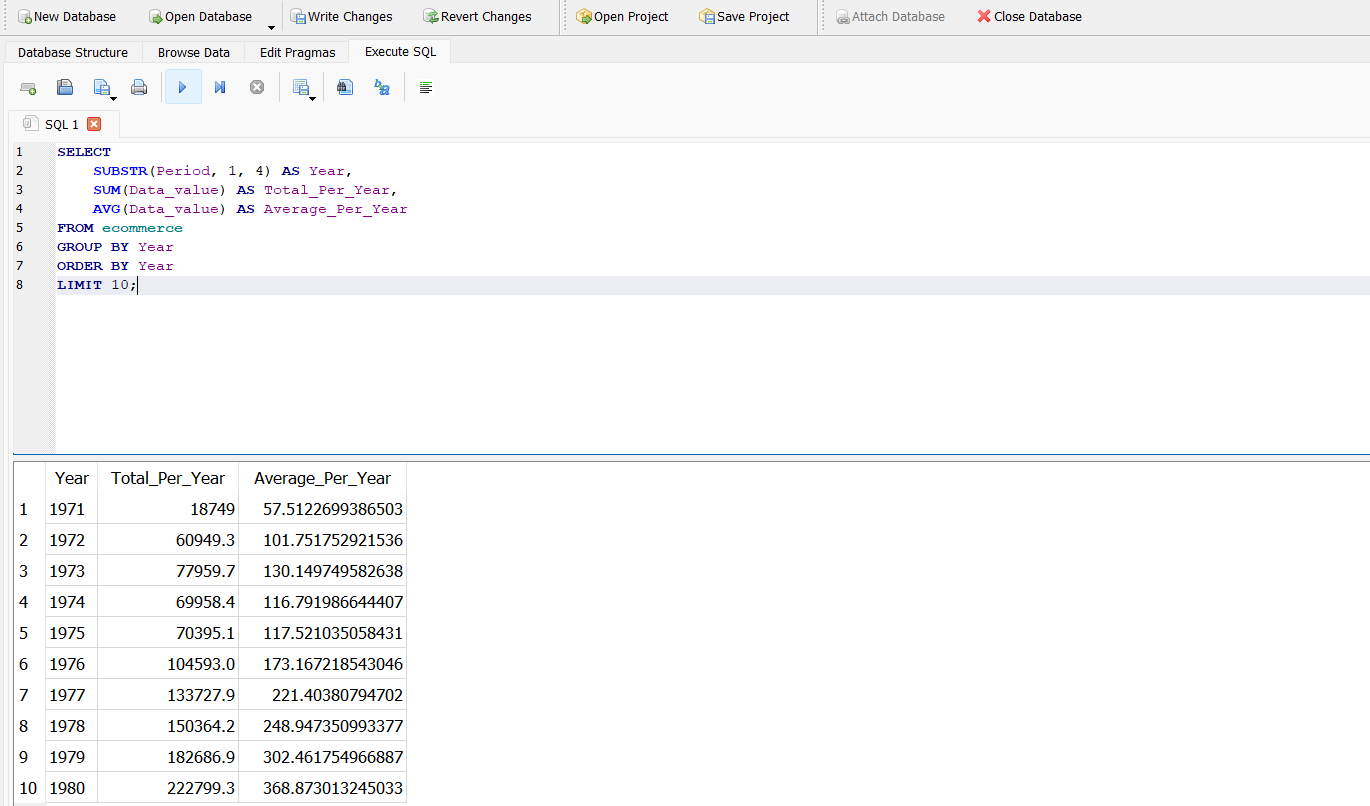 New Database Open Database Write Changes Revert Changes Open Project Save Project Attach Database Close Database
Database Structure Browse Data Edit Pragmas Execute SQL
SQL 1
1 SELECT
2 SUBSTR(Period, 1, 4) AS Year,
3 SUM(Data_value) AS Total_Per_Year,
4 AVG(Data_value) AS Average_Per_Year
5 FROM ecommerce
6 GROUP BY Year
7 ORDER BY Year
8 LIMIT 10;
Year Total_Per_Year Average_Per_Year
1 1971 18749 57.5122699386503
2 1972 60949.3 101.751752921536
3 1973 77959.7 130.149749582638
4 1974 69958.4 116.791986644407
5 1975 70395.1 117.521035058431
6 1976 104593.0 173.167218543046
7 1977 133727.9 221.40380794702
8 1978 150364.2 248.947350993377
9 1979 182686.9 302.461754966887
10 1980 222799.3 368.873013245033